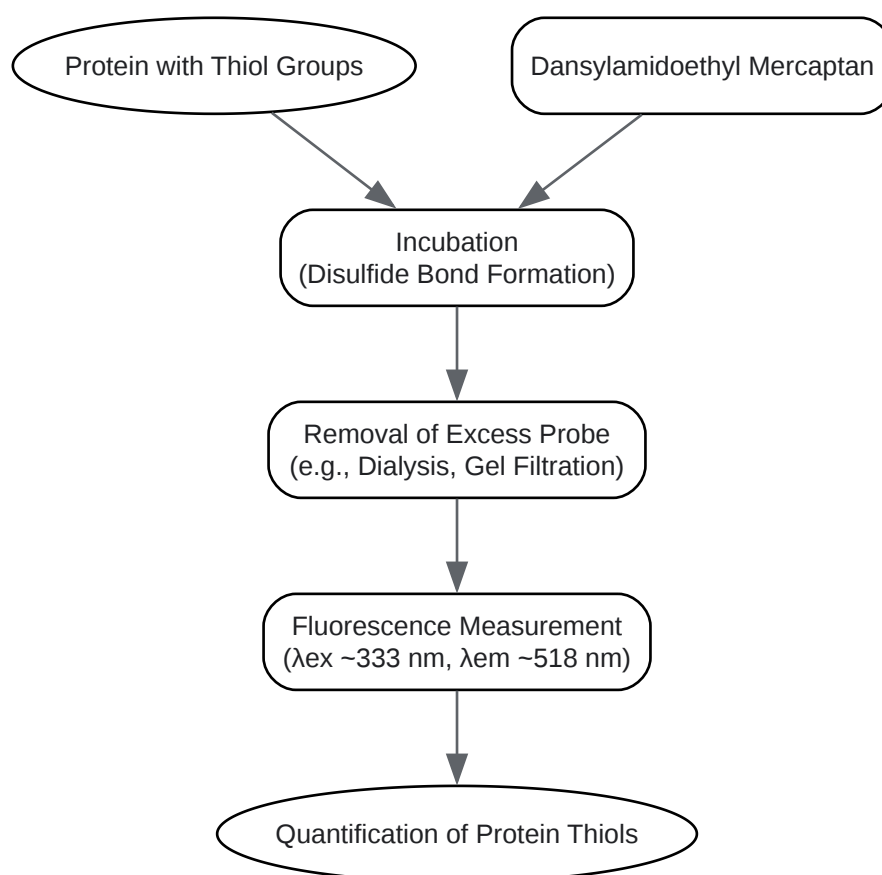 Protein with Thiol Groups
Dansylamidoethyl Mercaptan
Incubation
(Disulfide Bond Formation)
Removal of Excess Probe
(e.g., Dialysis, Gel Filtration)
Fluorescence Measurement
(λex ~333 nm, λem ~518 nm)
Quantification of Protein Thiols